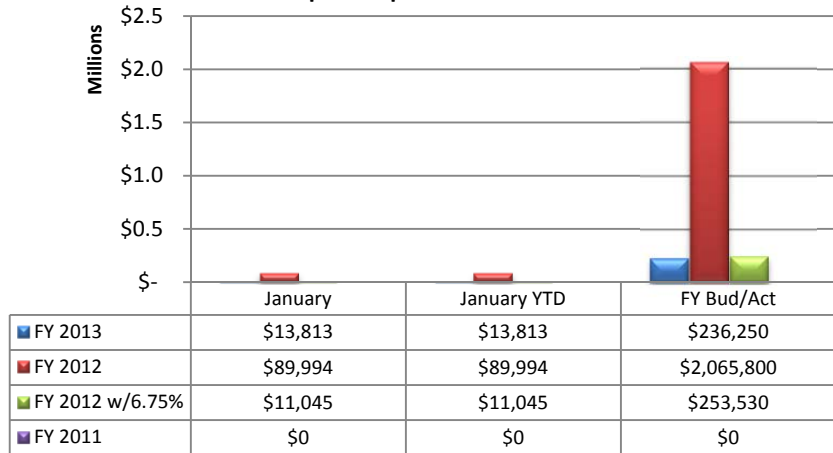 $2.5
Millions
$2.0
$1.5
$1.0
$0.5
$-
January January YTD FY Bud/Act
FY 2013 $13,813 $13,813 $236,250
FY 2012 $89,994 $89,994 $2,065,800
FY 2012 w/6.75% $11,045 $11,045 $253,530
FY 2011 $0 $0 $0